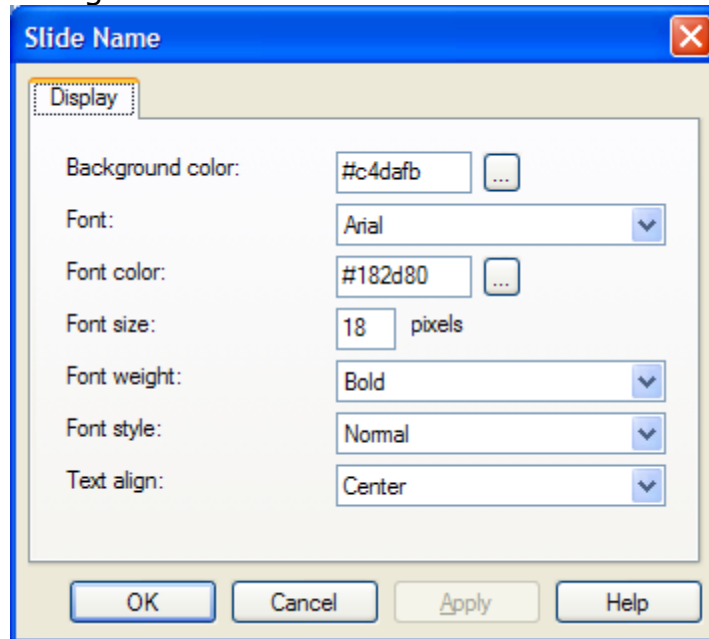 Slide Name
Display
Background color: #c4dafb ...
Font: Arial
Font color: #182d80 ...
Font size: 18 pixels
Font weight: Bold
Font style: Normal
Text align: Center
OK Cancel Apply Help